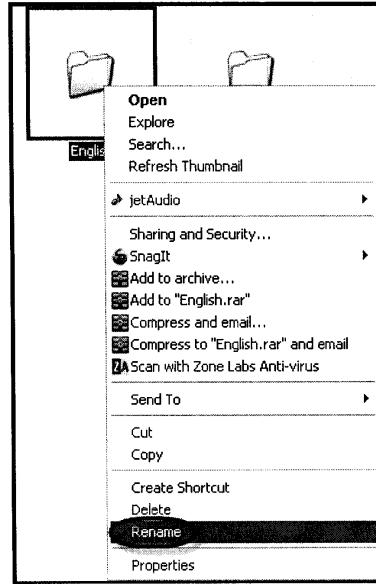 Open
Explore
Search...
Refresh Thumbnail
jetAudio
Sharing and Security...
SnagIt
Add to archive...
Add to "English.rar"
Compress and email...
Compress to "English.rar" and email
Scan with Zone Labs Anti-virus
Send To
Cut
Copy
Create Shortcut
Delete
Rename
Properties